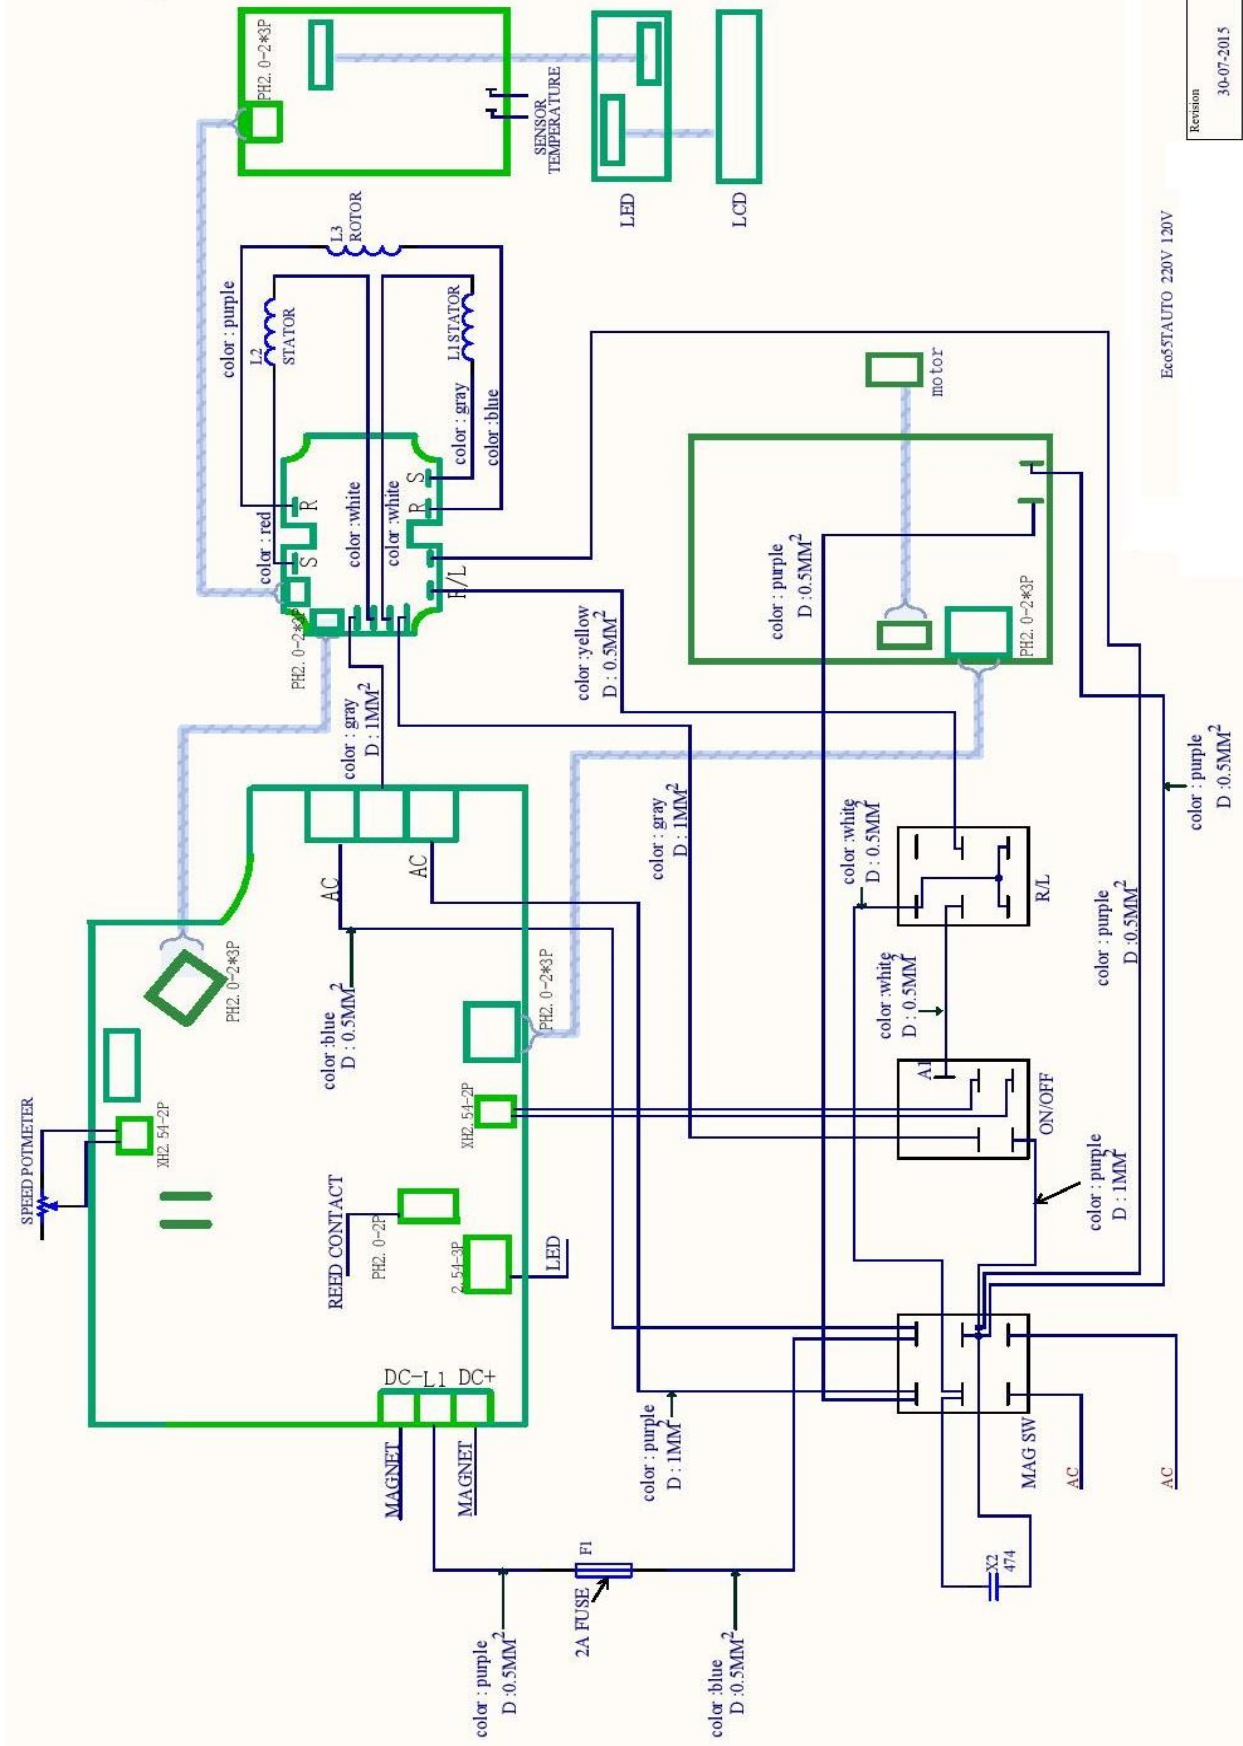 SPEED POTMETER
XH2.54-2P
PH2.0-2*3P
REED CONTACT
PH2.0-2P
2.54-3P
LED
XH2.54-2P
PH2.0-2*3P
DC-
L1
DC+
MAGNET
MAGNET
AC
AC
color :blue
D : 0.5MM2
color : gray
D : 1MM2
PH2.0-2*3P
color : red
S
R
color : purple
L2
STATOR
L3
ROTOR
color :white
color :white
L1STATOR
color : gray
color :blue
R
S
R/L
PH2.0-2*3P
SENSOR
TEMPERATURE
LED
LCD
color :yellow
D : 0.5MM2
color : purple
D :0.5MM2
motor
PH2.0-2*3P
color : gray
D : 1MM2
color :white
D : 0.5MM2
R/L
color :white
D : 0.5MM2
A1
ON/OFF
color : purple
D : 1MM2
color : purple
D :0.5MM2
color : purple
D :0.5MM2
color : purple
D : 1MM2
MAG SW
AC
AC
X2
474
F1
2A FUSE
color : purple
D :0.5MM2
color :blue
D :0.5MM2
Eco55TAUTO 220V 120V
Revision
30-07-2015